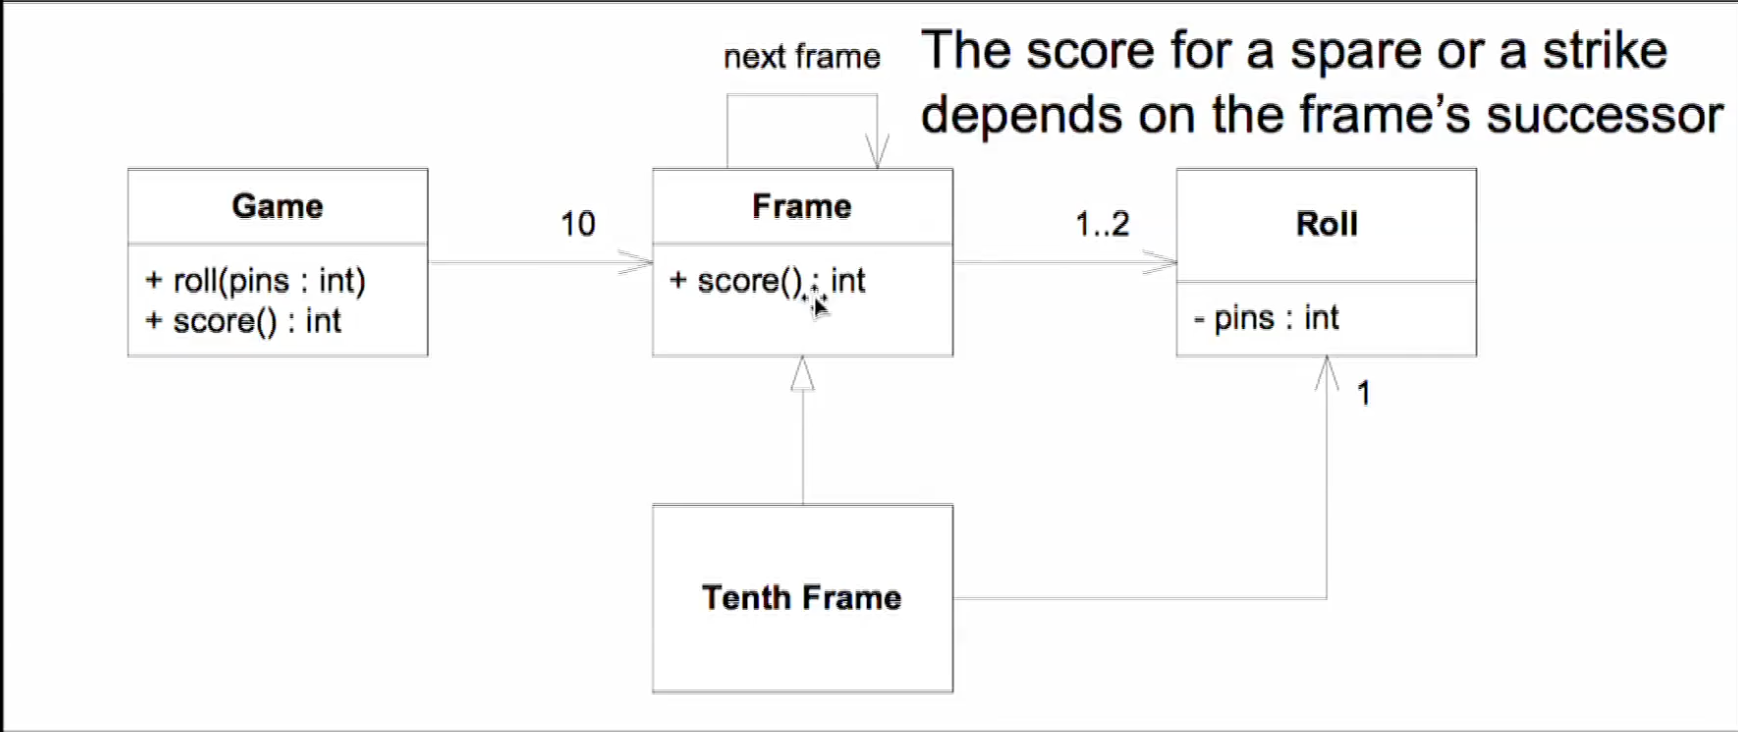 The score for a spare or a strike
depends on the frame’s successor
next frame
Game
+ roll(pins : int)
+ score() : int
10
Frame
+ score() : int
1..2
Roll
- pins : int
1
Tenth Frame